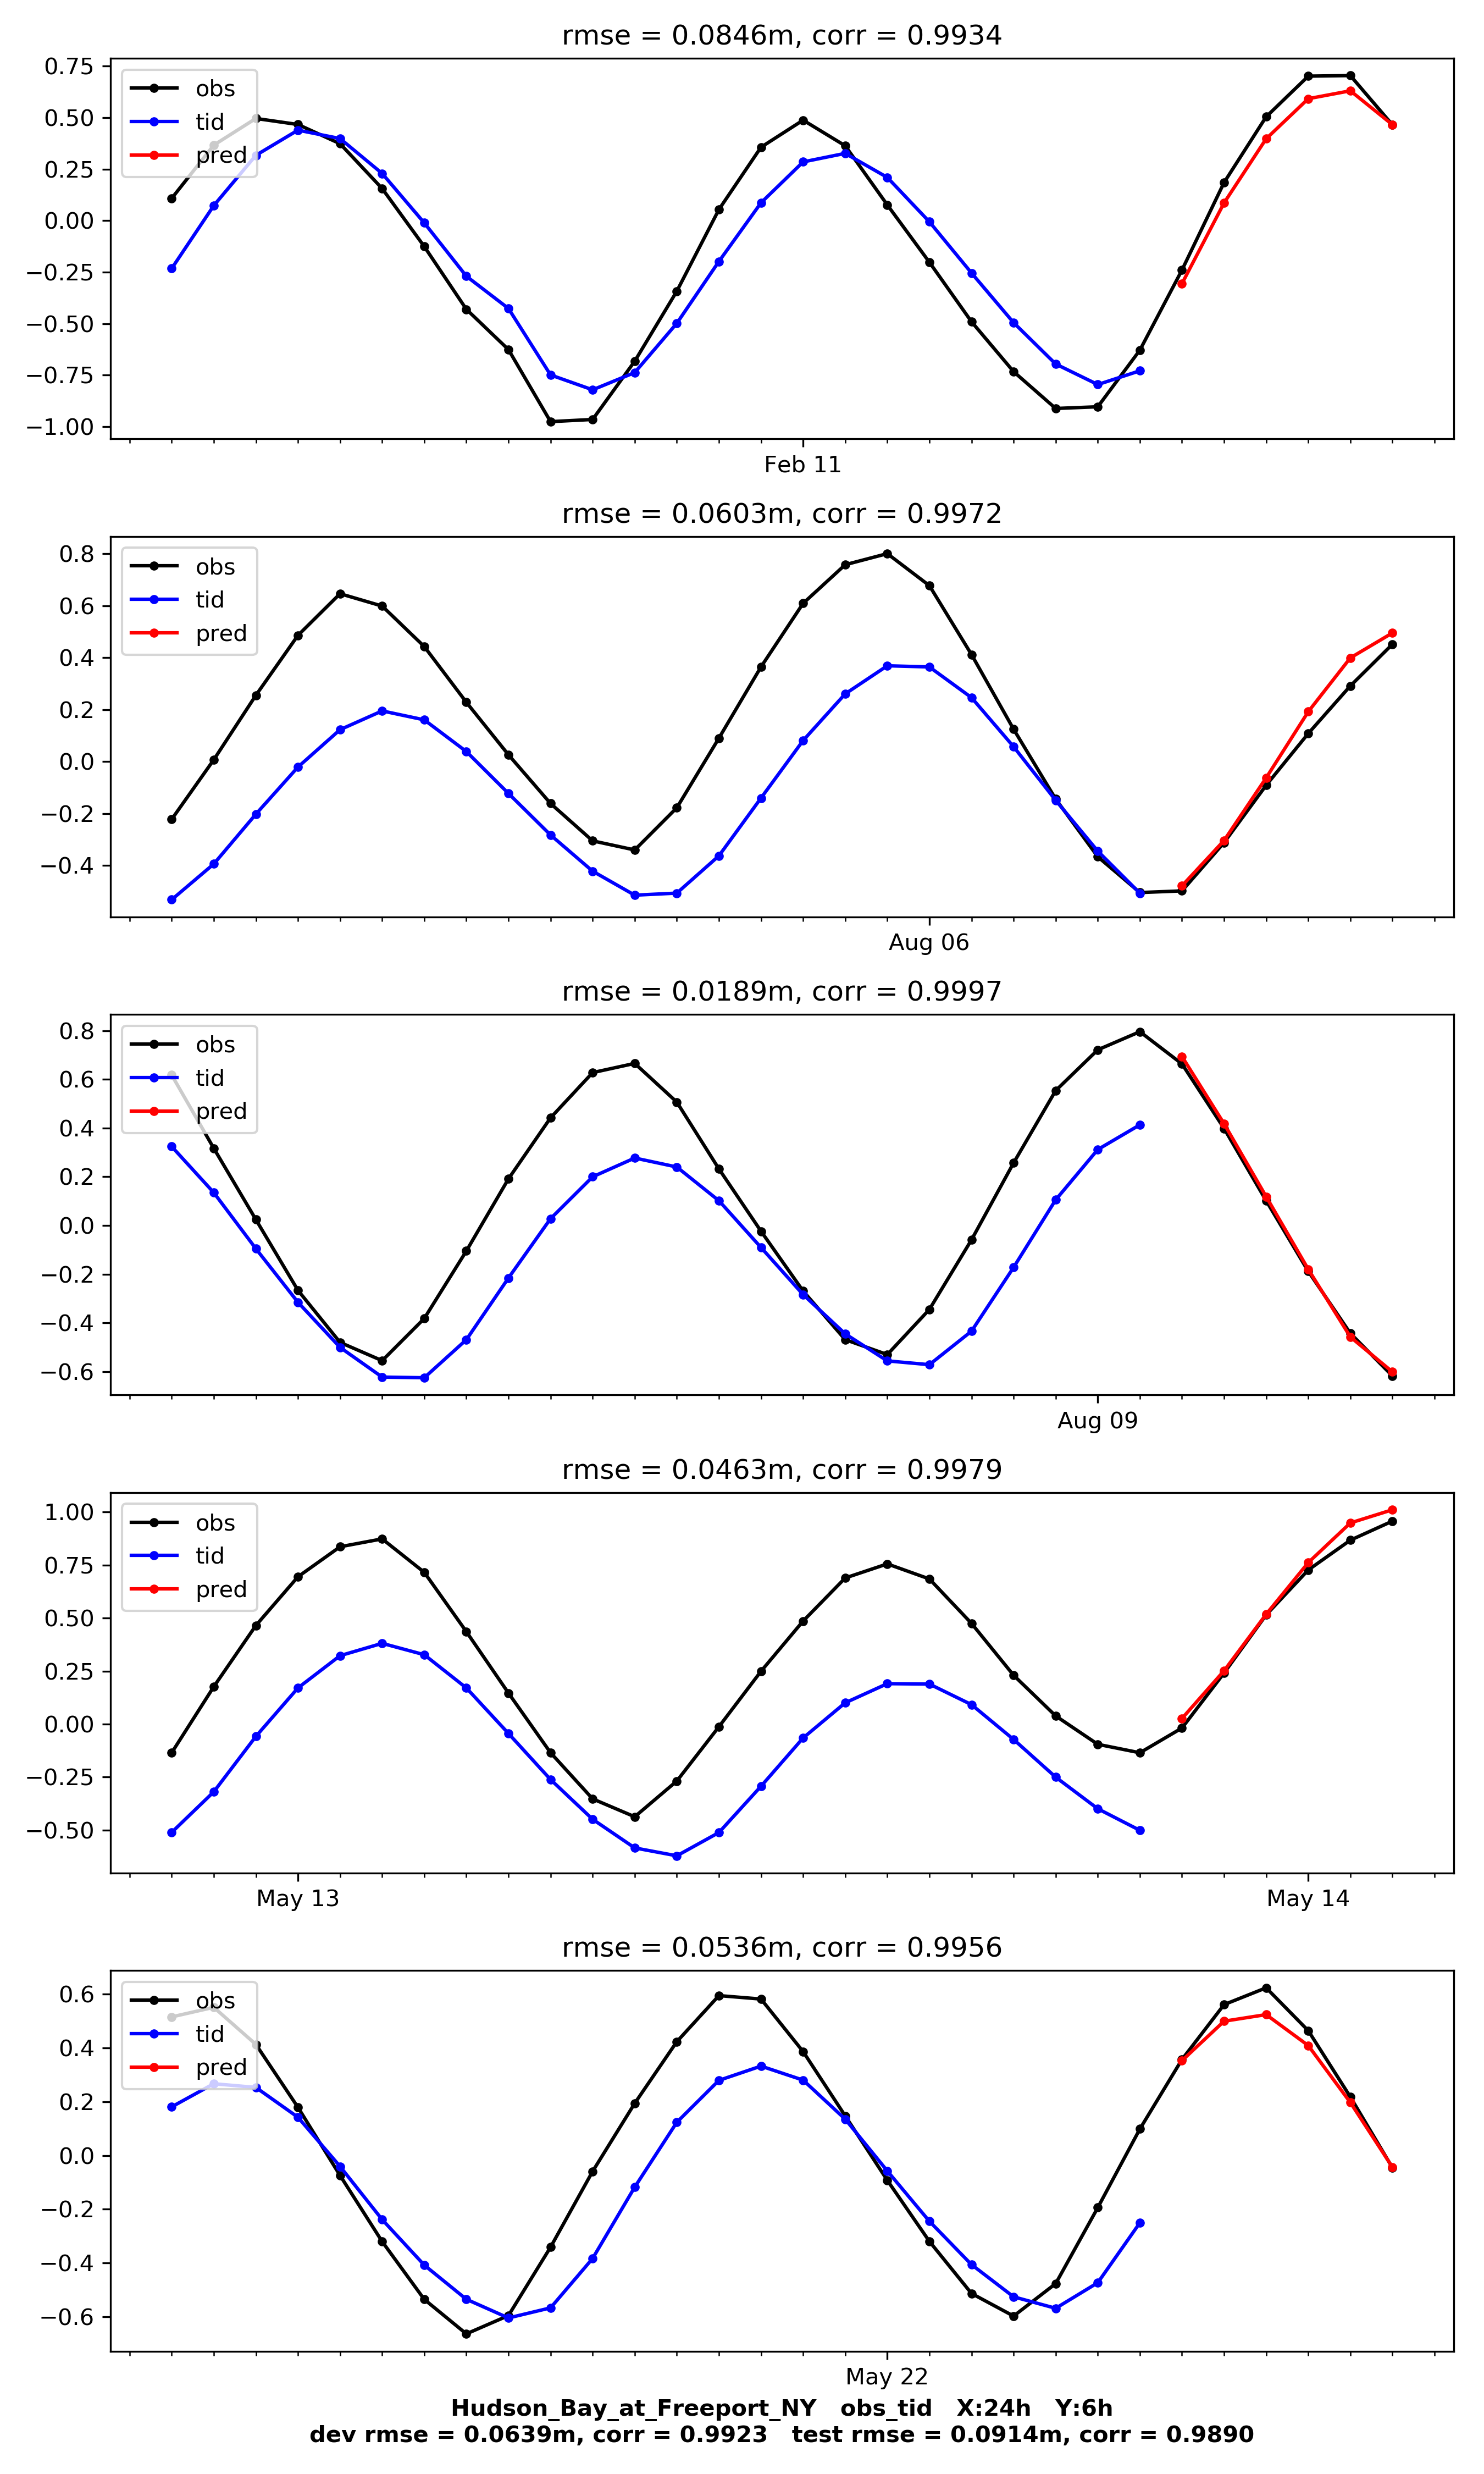 rmse = 0.0846m, corr = 0.9934
0.75
0.50
0.25
0.00
−0.25
−0.50
−0.75
−1.00
obs
tid
pred
Feb 11
rmse = 0.0603m, corr = 0.9972
0.8
0.6
0.4
0.2
0.0
−0.2
−0.4
obs
tid
pred
Aug 06
rmse = 0.0189m, corr = 0.9997
0.8
0.6
0.4
0.2
0.0
−0.2
−0.4
−0.6
obs
tid
pred
Aug 09
rmse = 0.0463m, corr = 0.9979
1.00
0.75
0.50
0.25
0.00
−0.25
−0.50
obs
tid
pred
May 13 May 14
rmse = 0.0536m, corr = 0.9956
0.6
0.4
0.2
0.0
−0.2
−0.4
−0.6
obs
tid
pred
May 22
Hudson_Bay_at_Freeport_NY obs_tid X:24h Y:6h
dev rmse = 0.0639m, corr = 0.9923 test rmse = 0.0914m, corr = 0.9890